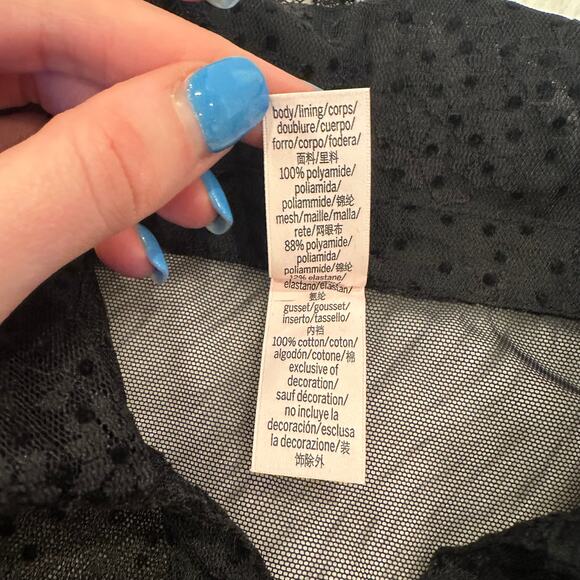 body/lining/corps/
doublure/cuerpo/
forro/corpo/fodera/
面料/里料
100% polyamide/
poliamida/
poliammide/锦纶
mesh/maille/malla/
rete/网眼布
88% polyamide/
poliamida/
poliammide/锦纶
12% elastane/
elastano/elastan/
氨纶
gusset/gousset/
inserto/tassello/
内裆
100% cotton/coton/
algodón/cotone/棉
exclusive of
decoration/
sauf décoration/
no incluye la
decoración/esclusa
la decorazione/装
饰除外